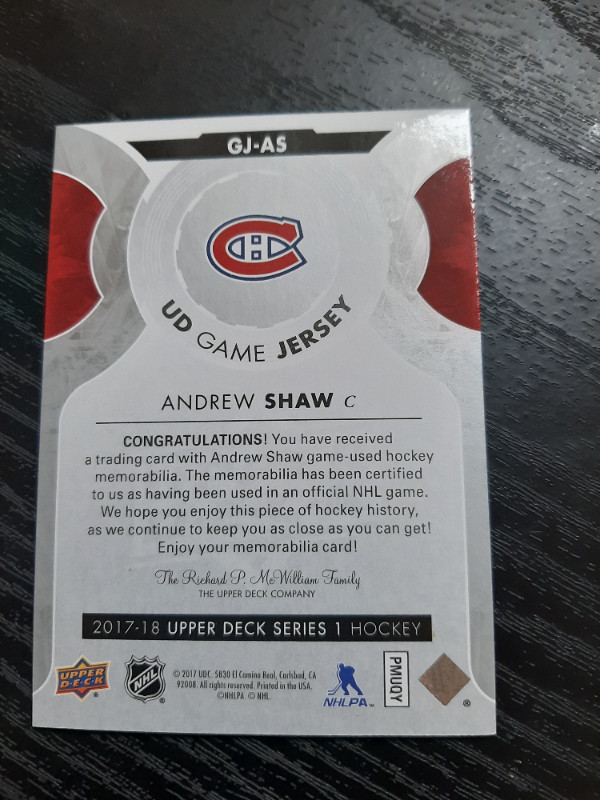 GJ-AS
UD GAME JERSEY
ANDREW SHAW C
CONGRATULATIONS! You have received
a trading card with Andrew Shaw game-used hockey
memorabilia. The memorabilia has been certified
to us as having been used in an official NHL game.
We hope you enjoy this piece of hockey history,
as we continue to keep you as close as you can get!
Enjoy your memorabilia card!
The Richard P. McWilliam Family
THE UPPER DECK COMPANY
2017-18 UPPER DECK SERIES 1 HOCKEY
UPPER
DECK
NHL
© 2017 UDC. 5830 El Camino Real, Carlsbad, CA
92008. All rights reserved. Printed in the USA.
©NHLPA. © NHL.
NHLPA™
PMUQY
®